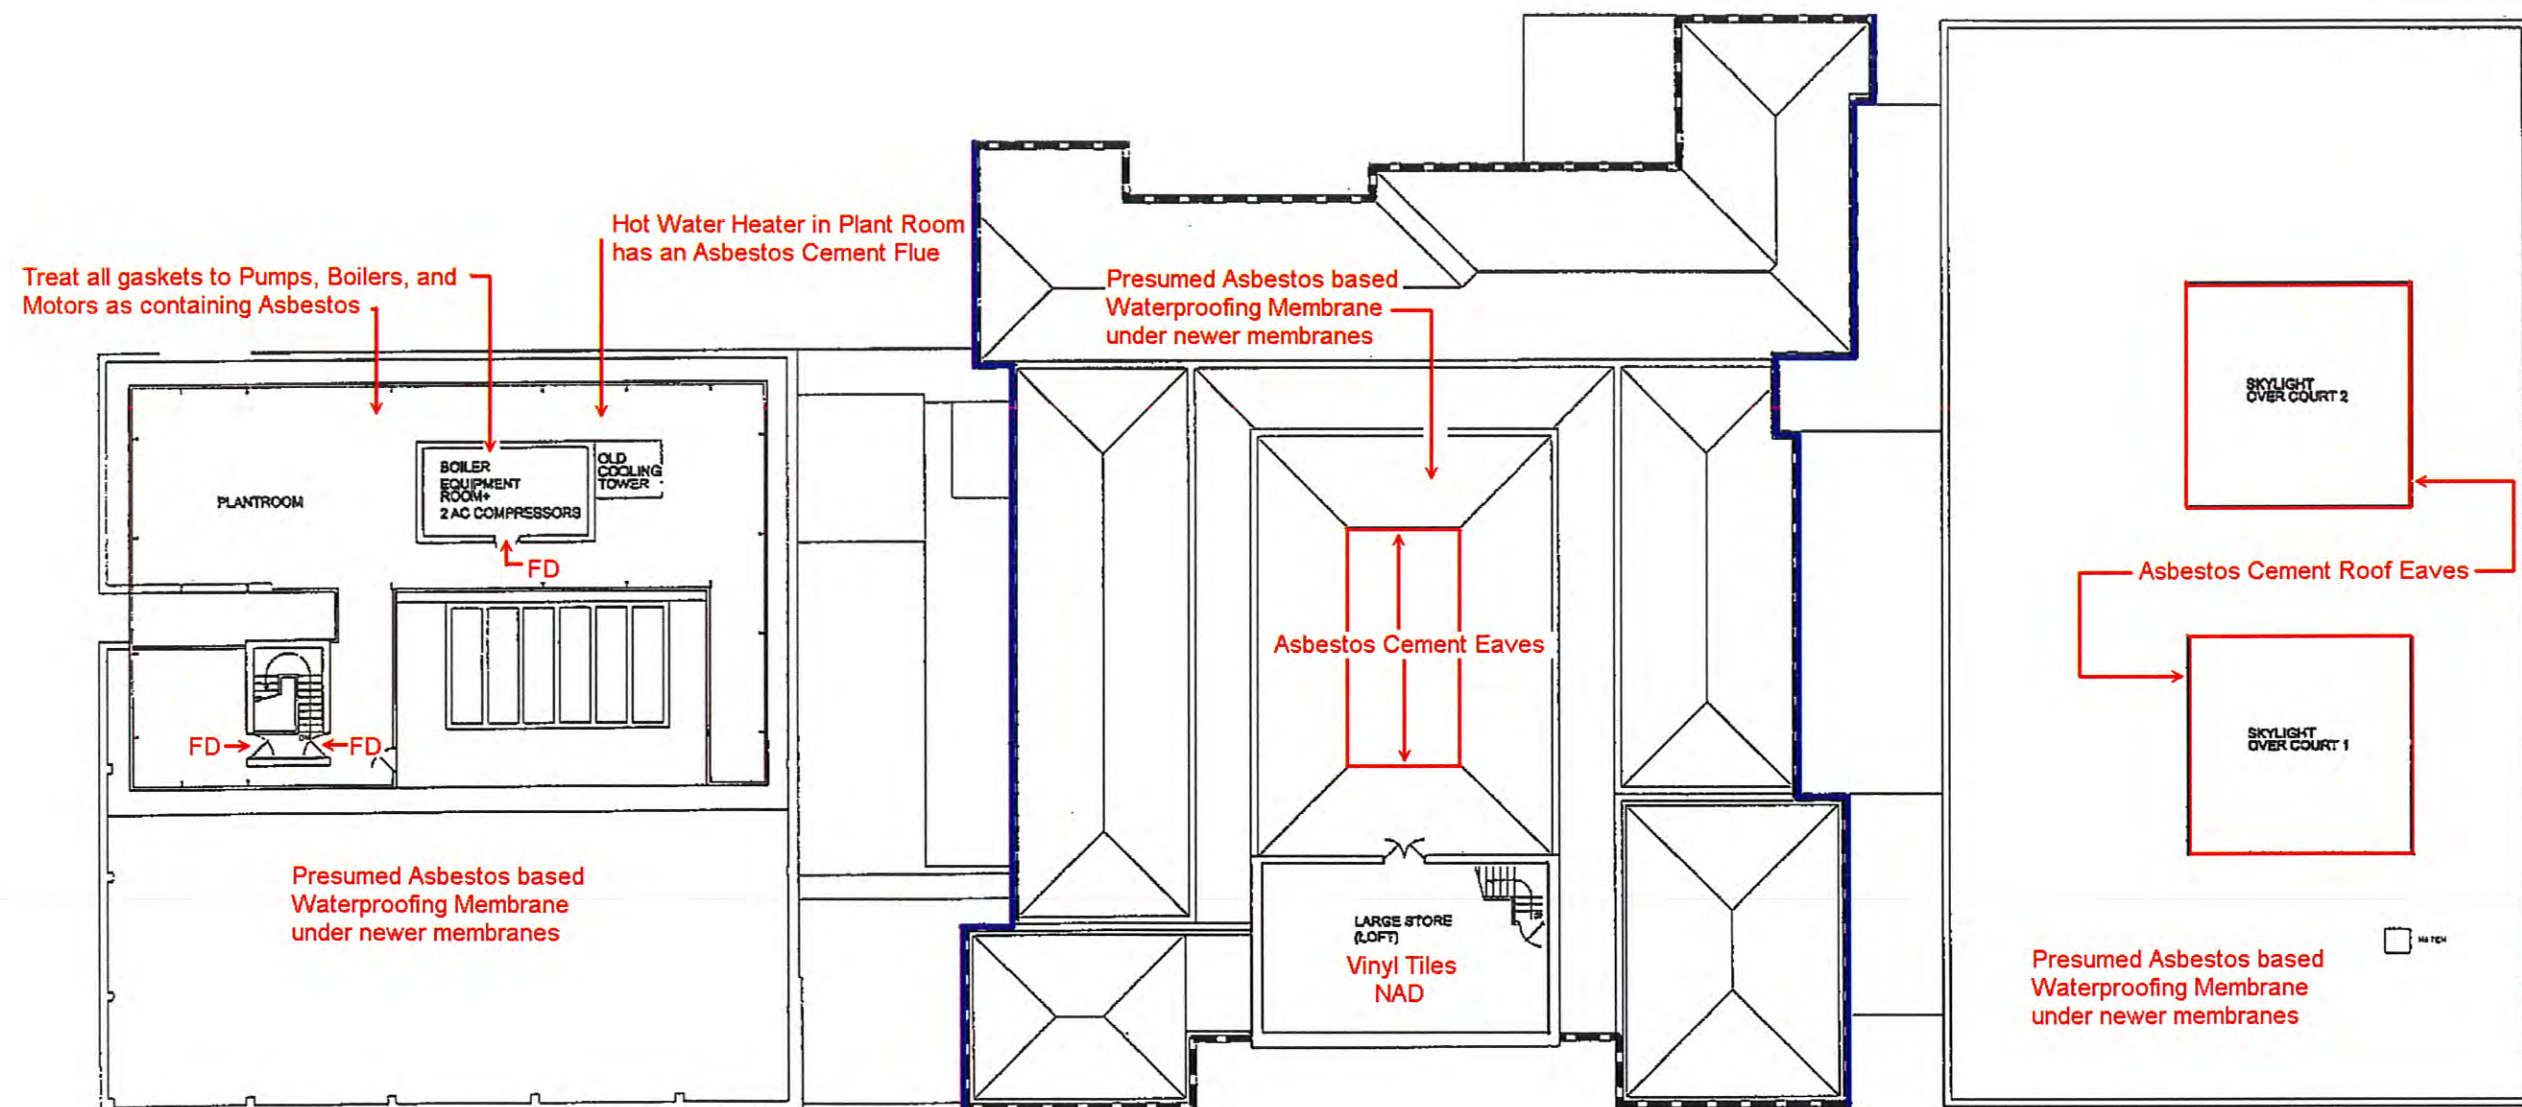 Hot Water Heater in Plant Room
has an Asbestos Cement Flue
Treat all gaskets to Pumps, Boilers, and
Motors as containing Asbestos
Presumed Asbestos based
Waterproofing Membrane
under newer membranes
SKYLIGHT
OVER COURT 2
BOILER
EQUIPMENT
ROOM+
2 AC COMPRESSORS
OLD
COOLING
TOWER
PLANTROOM
FD
Asbestos Cement Roof Eaves
Asbestos Cement Eaves
FD
FD
SKYLIGHT
OVER COURT 1
Presumed Asbestos based
Waterproofing Membrane
under newer membranes
LARGE STORE
(LOFT)
Vinyl Tiles
NAD
HATCH
Presumed Asbestos based
Waterproofing Membrane
under newer membranes